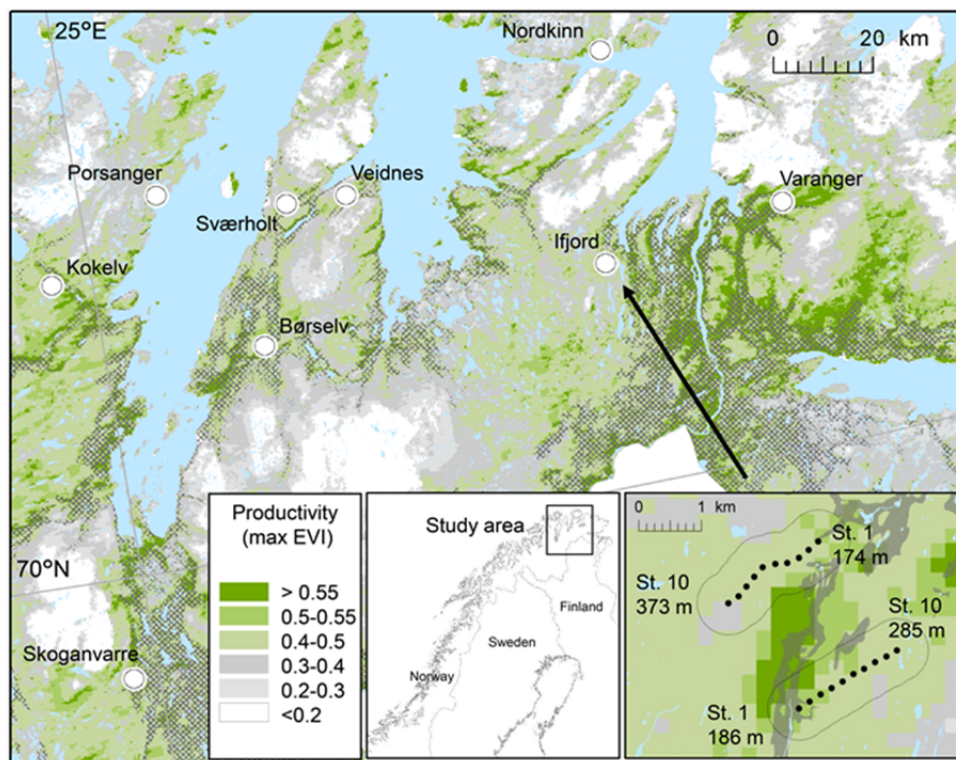 25°E
Nordkinn
0 20 km
Porsanger
Veidnes
Varanger
Sværholt
Ifjord
Kokelv
Børselv
70°N
Skoganvarre
Productivity
(max EVI)
> 0.55
0.5-0.55
0.4-0.5
0.3-0.4
0.2-0.3
<0.2
Study area
Finland
Sweden
Norway
0 1 km
St. 1
174 m
St. 10
373 m
St. 10
285 m
St. 1
186 m